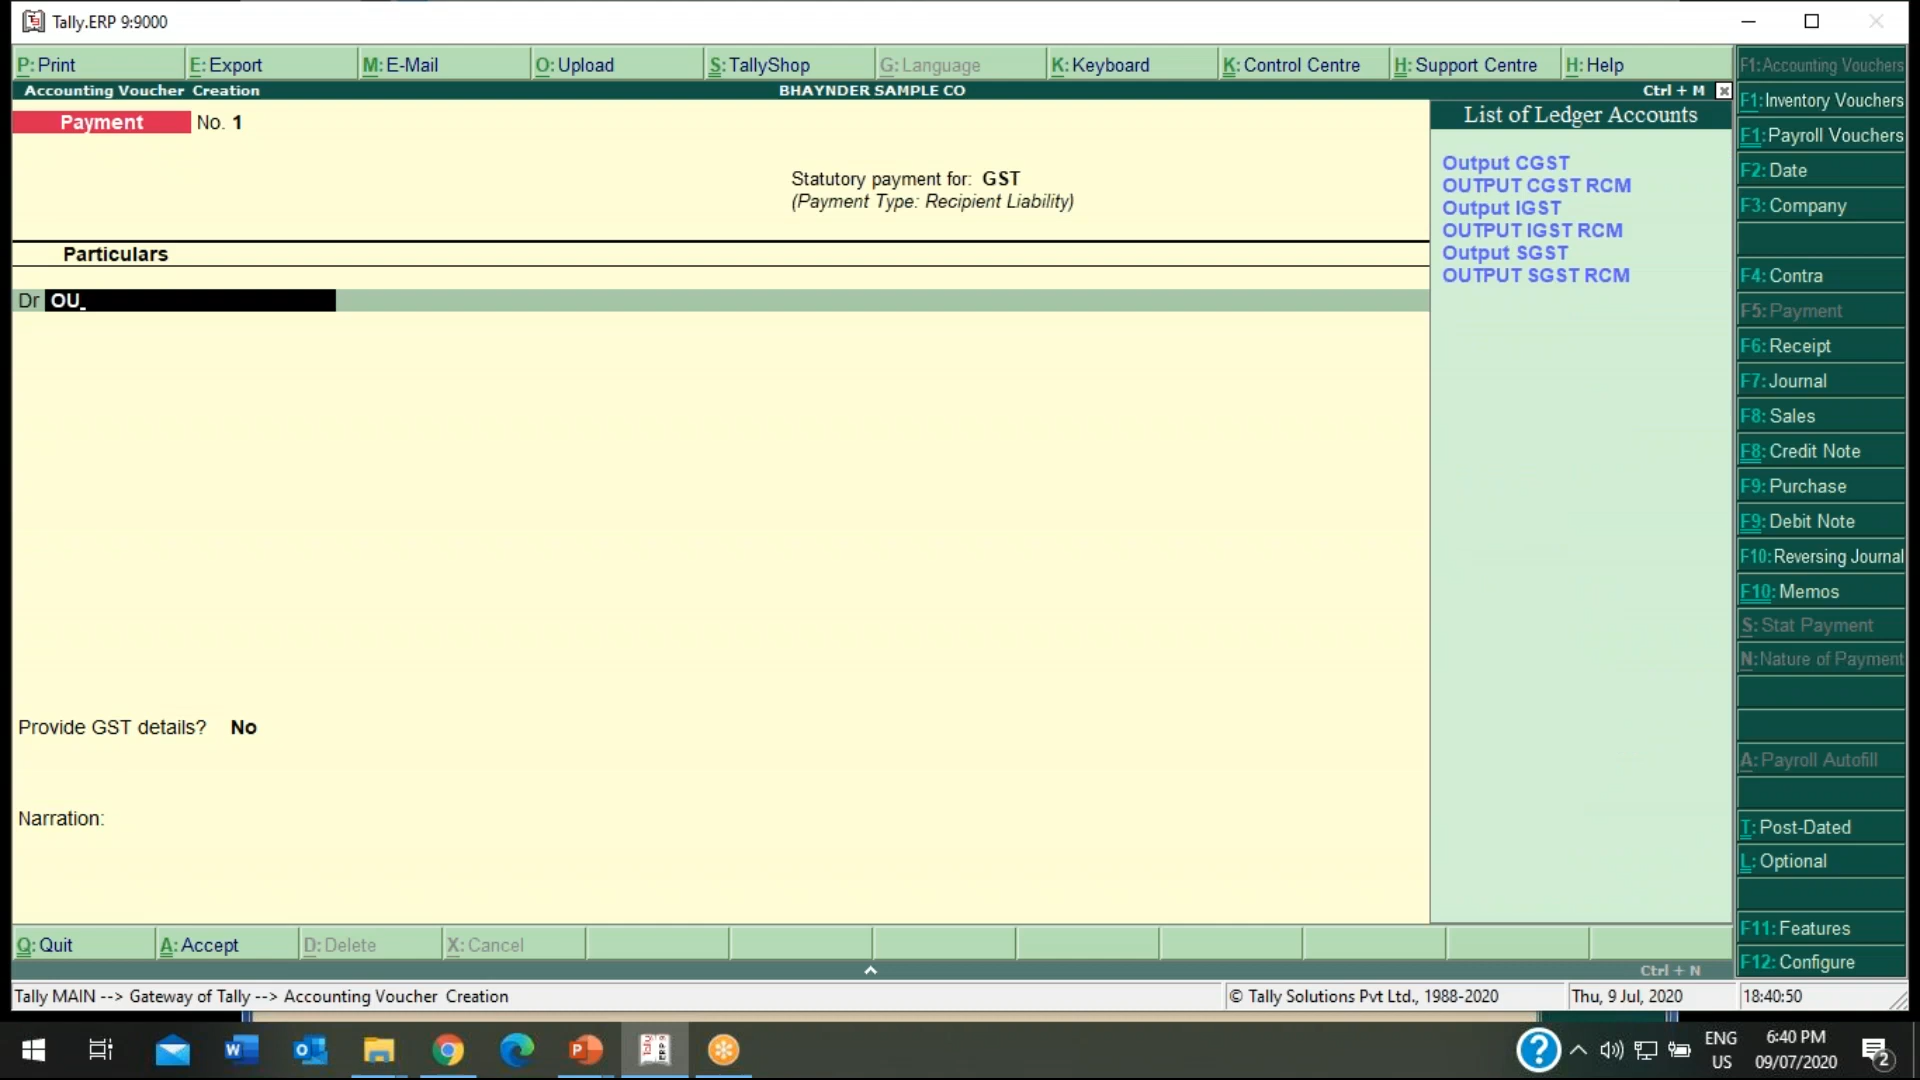 Tally.ERP 9:9000
P: Print E: Export M: E-Mail O: Upload S: TallyShop G: Language K: Keyboard K: Control Centre H: Support Centre H: Help
Accounting Voucher Creation BHAYNDER SAMPLE CO Ctrl + M
Payment No. 1
Statutory payment for: GST
(Payment Type: Recipient Liability)
Particulars
Dr OU
Provide GST details? No
Narration:
List of Ledger Accounts
Output CGST
OUTPUT CGST RCM
Output IGST
OUTPUT IGST RCM
Output SGST
OUTPUT SGST RCM
F1: Accounting Vouchers
F1: Inventory Vouchers
F1: Payroll Vouchers
F2: Date
F3: Company
F4: Contra
F5: Payment
F6: Receipt
F7: Journal
F8: Sales
F8: Credit Note
F9: Purchase
F9: Debit Note
F10: Reversing Journal
F10: Memos
S: Stat Payment
N: Nature of Payment
A: Payroll Autofill
T: Post-Dated
L: Optional
F11: Features
F12: Configure
Q: Quit A: Accept D: Delete X: Cancel
Ctrl + N
Tally MAIN --> Gateway of Tally --> Accounting Voucher Creation © Tally Solutions Pvt Ltd., 1988-2020 Thu, 9 Jul, 2020 18:40:50
ENG
US
6:40 PM
09/07/2020
2